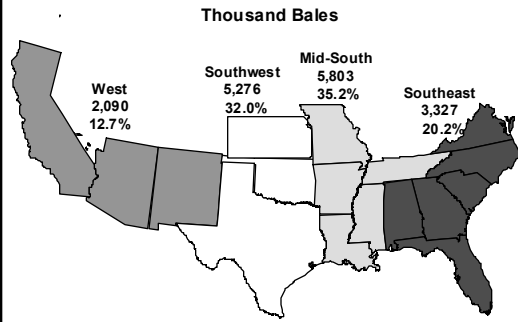 Thousand Bales
West
2,090
12.7%
Southwest
5,276
32.0%
Mid-South
5,803
35.2%
Southeast
3,327
20.2%